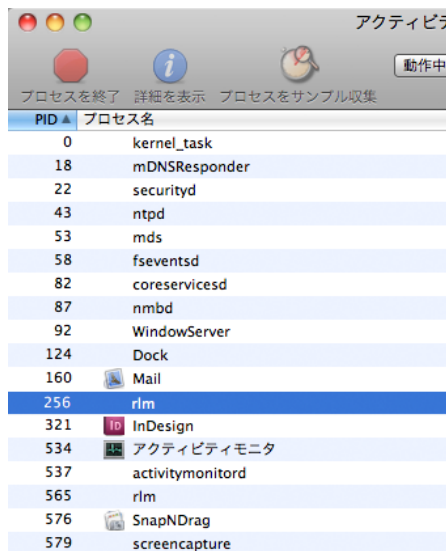 アクティビテ
動作中
プロセスを終了 詳細を表示 プロセスをサンプル収集
PID プロセス名
0 kernel_task
18 mDNSResponder
22 securityd
43 ntpd
53 mds
58 fseventsd
82 coreservicesd
87 nmbd
92 WindowServer
124 Dock
160 Mail
256 rlm
321 ID InDesign
534 アクティビティモニタ
537 activitymonitord
565 rlm
576 SnapNDrag
579 screencapture